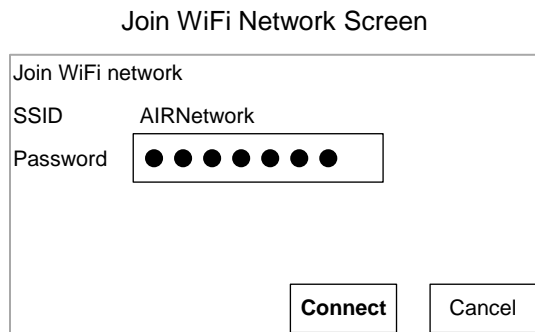 Join WiFi Network Screen
Join WiFi network
SSID AIRNetwork
Password ●●●●●●●
Connect Cancel